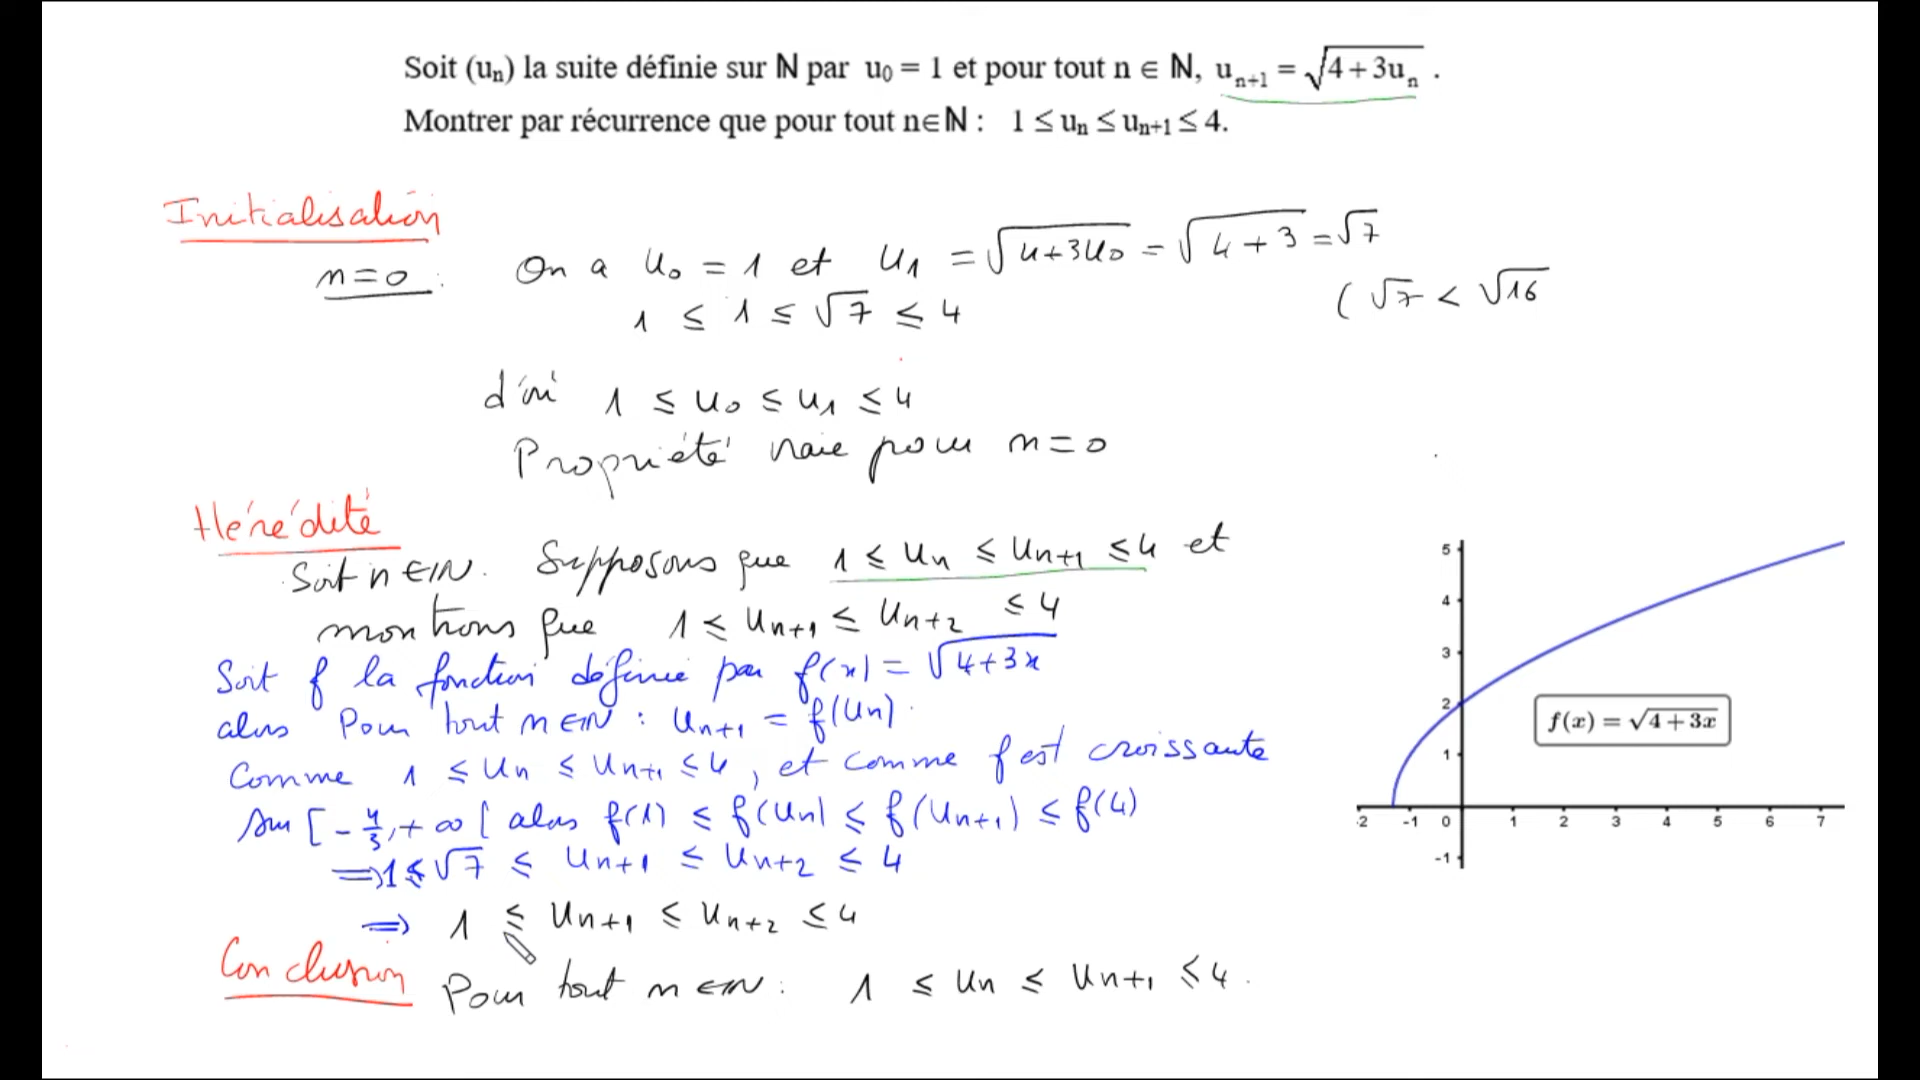 Soit (uₙ) la suite définie sur ℕ par u₀ = 1 et pour tout n ∈ ℕ, uₙ₊₁ = √(4+3uₙ) .
Montrer par récurrence que pour tout n∈ℕ : 1 ≤ uₙ ≤ uₙ₊₁ ≤ 4.
Initialisation
n=0 : On a u₀ = 1 et u₁ = √(4+3u₀) = √(4+3) = √7
1 ≤ 1 ≤ √7 ≤ 4 (√7 < √16
d'où 1 ≤ u₀ ≤ u₁ ≤ 4
Propriété vraie pour n=0
Hérédité
Soit n ∈ ℕ. Supposons que 1 ≤ uₙ ≤ uₙ₊₁ ≤ 4 et
montrons que 1 ≤ uₙ₊₁ ≤ uₙ₊₂ ≤ 4
Soit f la fonction définie par f(x) = √(4+3x)
alors Pour tout n ∈ ℕ : uₙ₊₁ = f(uₙ).
Comme 1 ≤ uₙ ≤ uₙ₊₁ ≤ 4, et comme f est croissante
sur [-4/3, +∞[ alors f(1) ≤ f(uₙ) ≤ f(uₙ₊₁) ≤ f(4)
⇒ 1 ≤ √7 ≤ uₙ₊₁ ≤ uₙ₊₂ ≤ 4
⇒ 1 ≤ uₙ₊₁ ≤ uₙ₊₂ ≤ 4
Conclusion Pour tout n ∈ ℕ : 1 ≤ uₙ ≤ uₙ₊₁ ≤ 4.
5
4
3
2
f(x) = √(4+3x)
1
-2 -1 0 1 2 3 4 5 6 7
-1